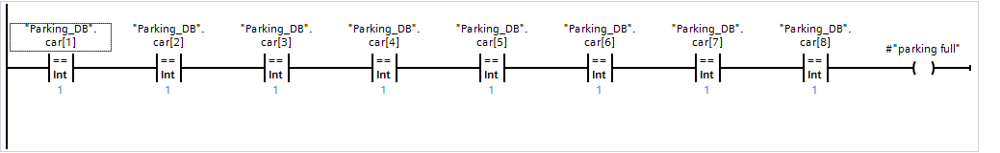 "Parking_DB". "Parking_DB". "Parking_DB". "Parking_DB". "Parking_DB". "Parking_DB". "Parking_DB". "Parking_DB".
car[1] car[2] car[3] car[4] car[5] car[6] car[7] car[8] #"parking full"
== == == == == == == ==
Int Int Int Int Int Int Int Int
1 1 1 1 1 1 1 1